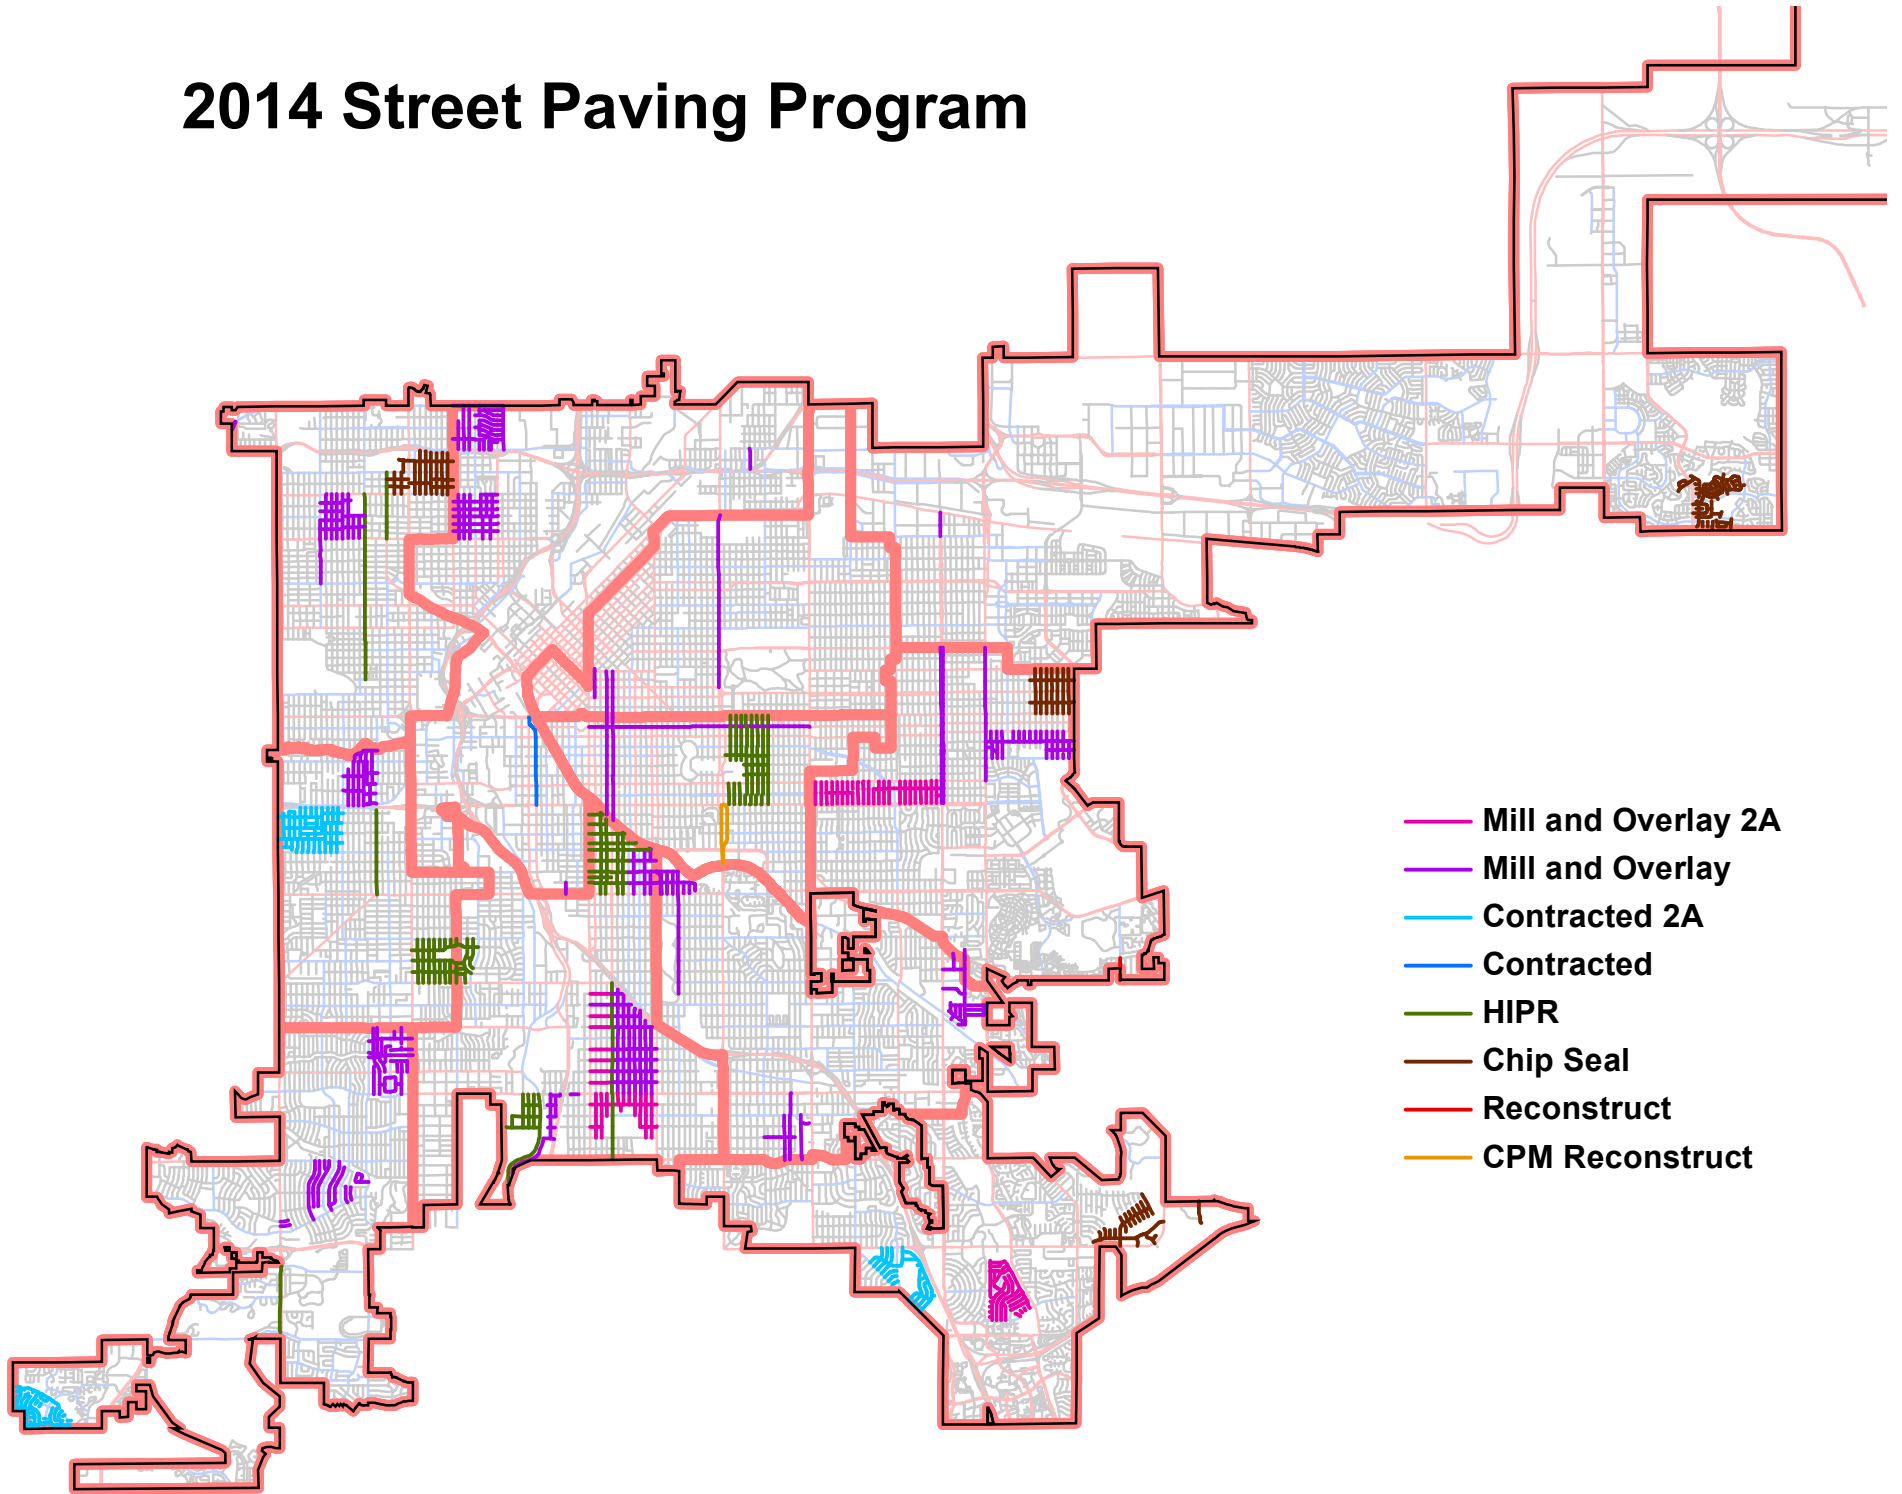 2014 Street Paving Program
Mill and Overlay 2A
Mill and Overlay
Contracted 2A
Contracted
HIPR
Chip Seal
Reconstruct
CPM Reconstruct